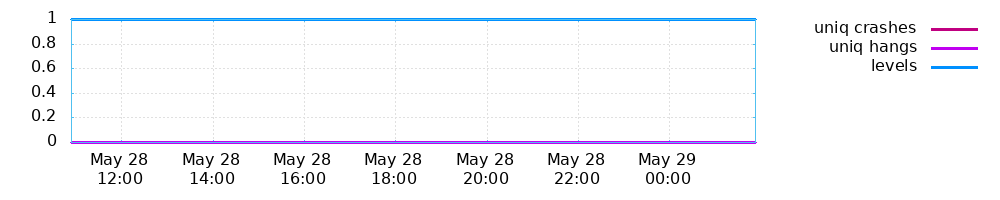 1
0.8
0.6
0.4
0.2
0
May 28 May 28 May 28 May 28 May 28 May 28 May 29
12:00 14:00 16:00 18:00 20:00 22:00 00:00
uniq crashes
uniq hangs
levels